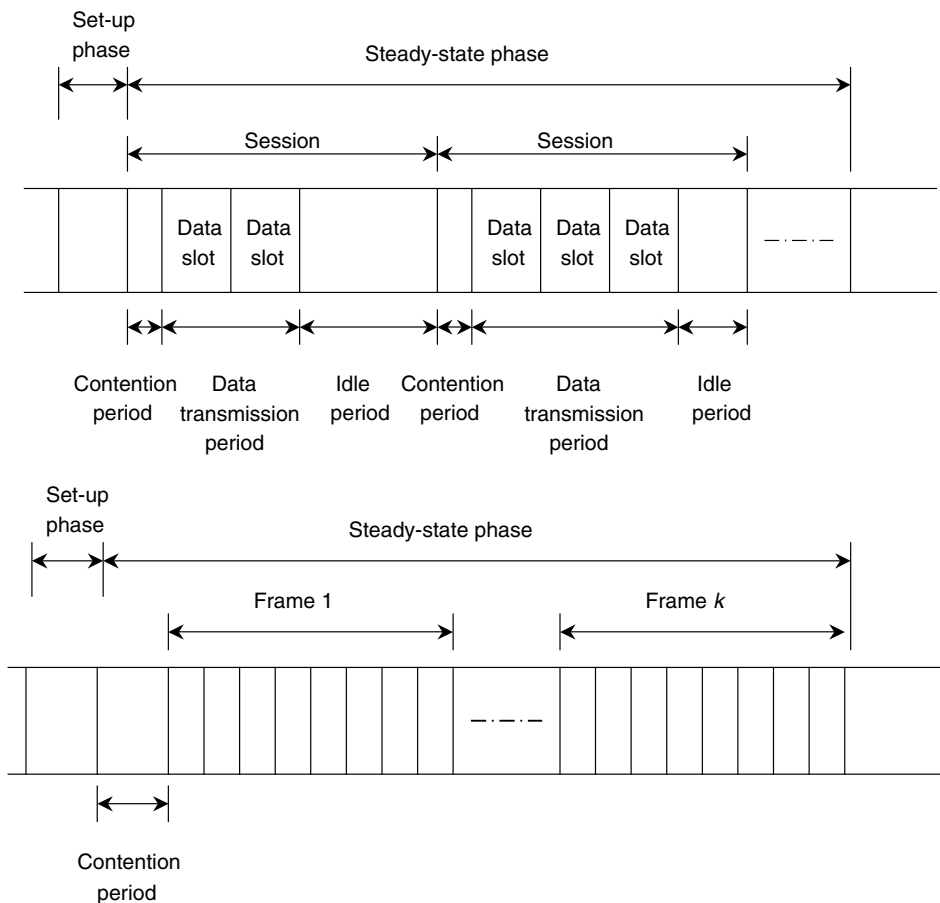 Set-up
phase
Steady-state phase
Session
Session
Data
slot
Data
slot
Data
slot
Data
slot
Data
slot
Contention
period
Data
transmission
period
Idle
period
Contention
period
Data
transmission
period
Idle
period
Set-up
phase
Steady-state phase
Frame 1
Frame k
Contention
period